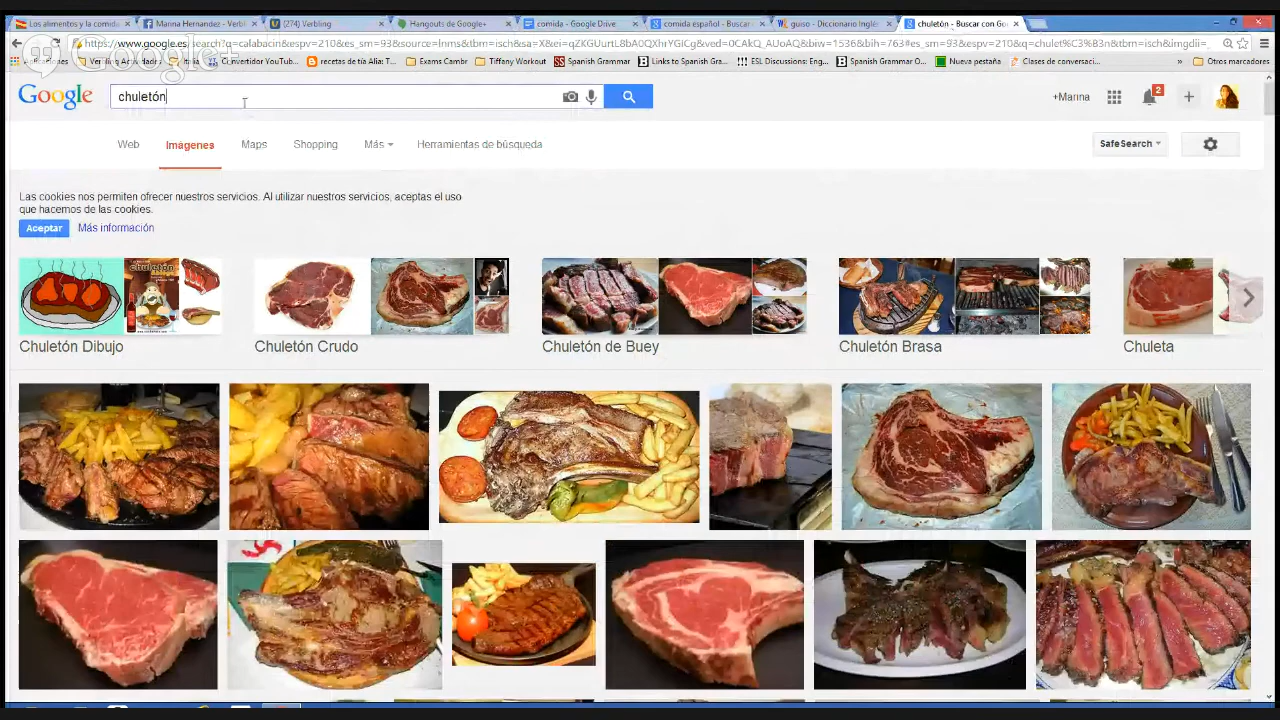 Los alimentos y la comida
Marina Hernandez - Verbl
(274) Verbling
Hangouts de Google+
comida - Google Drive
comida español - Buscar
guiso - Diccionario Inglé
chuletón - Buscar con Go
Convertidor YouTub...
recetas de tía Alia: T...
Exams Cambr
Tiffany Workout
Spanish Grammar
Links to Spanish Gra...
ESL Discussions: Eng...
Spanish Grammar O...
Nueva pestaña
Clases de conversaci...
»
Otros marcadores
Google
chuletón
+Marina
2
Web
Imágenes
Maps
Shopping
Más
Herramientas de búsqueda
SafeSearch
Las cookies nos permiten ofrecer nuestros servicios. Al utilizar nuestros servicios, aceptas el uso
que hacemos de las cookies.
Aceptar
Más información
chuletón
Chuletón Dibujo
Chuletón Crudo
Chuletón de Buey
Chuletón Brasa
Chuleta